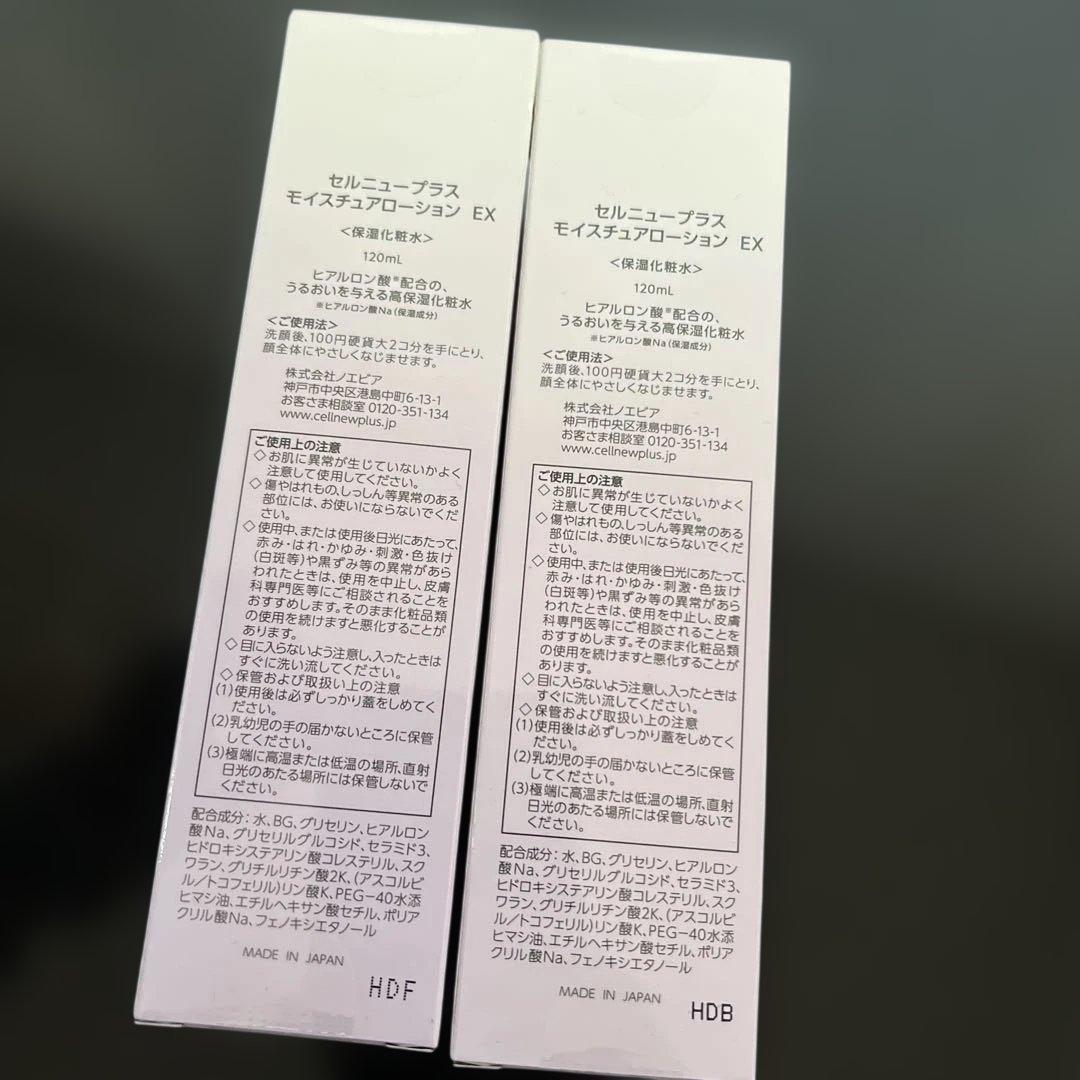 セルニュープラス
モイスチュアローション EX
<保湿化粧水>
120mL
ヒアルロン酸※配合の、
うるおいを与える高保湿化粧水
※ヒアルロン酸Na(保湿成分)
<ご使用法>
洗顔後、100円硬貨大2コ分を手にとり、
顔全体にやさしくなじませます。
株式会社ノエビア
神戸市中央区港島中町6-13-1
お客さま相談室 0120-351-134
www.cellnewplus.jp
ご使用上の注意
◇お肌に異常が生じていないかよく
注意して使用してください。
◇傷やはれもの、しっしん等異常のある
部位には、お使いにならないでくだ
さい。
◇使用中、または使用後日光にあたって、
赤み・はれ・かゆみ・刺激・色抜け
(白斑等)や黒ずみ等の異常があら
われたときは、使用を中止し、皮膚
科専門医等にご相談されることを
おすすめします。そのまま化粧品類
の使用を続けますと悪化することが
あります。
◇目に入らないよう注意し、入ったときは
すぐに洗い流してください。
◇保管および取扱い上の注意
(1)使用後は必ずしっかり蓋をしめてく
ださい。
(2)乳幼児の手の届かないところに保管
してください。
(3)極端に高温または低温の場所、直射
日光のあたる場所には保管しないで
ください。
配合成分:水、BG、グリセリン、ヒアルロン
酸Na、グリセリルグルコシド、セラミド3、
ヒドロキシステアリン酸コレステリル、スク
ワラン、グリチルリチン酸2K、(アスコルビ
ル/トコフェリル)リン酸K、PEG-40水添
ヒマシ油、エチルヘキサン酸セチル、ポリア
クリル酸Na、フェノキシエタノール
MADE IN JAPAN
HDF
セルニュープラス
モイスチュアローション EX
<保湿化粧水>
120mL
ヒアルロン酸※配合の、
うるおいを与える高保湿化粧水
※ヒアルロン酸Na(保湿成分)
<ご使用法>
洗顔後、100円硬貨大2コ分を手にとり、
顔全体にやさしくなじませます。
株式会社ノエビア
神戸市中央区港島中町6-13-1
お客さま相談室 0120-351-134
www.cellnewplus.jp
ご使用上の注意
◇お肌に異常が生じていないかよく
注意して使用してください。
◇傷やはれもの、しっしん等異常のある
部位には、お使いにならないでくだ
さい。
◇使用中、または使用後日光にあたって、
赤み・はれ・かゆみ・刺激・色抜け
(白斑等)や黒ずみ等の異常があら
われたときは、使用を中止し、皮膚
科専門医等にご相談されることを
おすすめします。そのまま化粧品類
の使用を続けますと悪化することが
あります。
◇目に入らないよう注意し、入ったときは
すぐに洗い流してください。
◇保管および取扱い上の注意
(1)使用後は必ずしっかり蓋をしめてく
ださい。
(2)乳幼児の手の届かないところに保管
してください。
(3)極端に高温または低温の場所、直射
日光のあたる場所には保管しないで
ください。
配合成分:水、BG、グリセリン、ヒアルロン
酸Na、グリセリルグルコシド、セラミド3、
ヒドロキシステアリン酸コレステリル、スク
ワラン、グリチルリチン酸2K、(アスコルビ
ル/トコフェリル)リン酸K、PEG-40水添
ヒマシ油、エチルヘキサン酸セチル、ポリア
クリル酸Na、フェノキシエタノール
MADE IN JAPAN
HDB